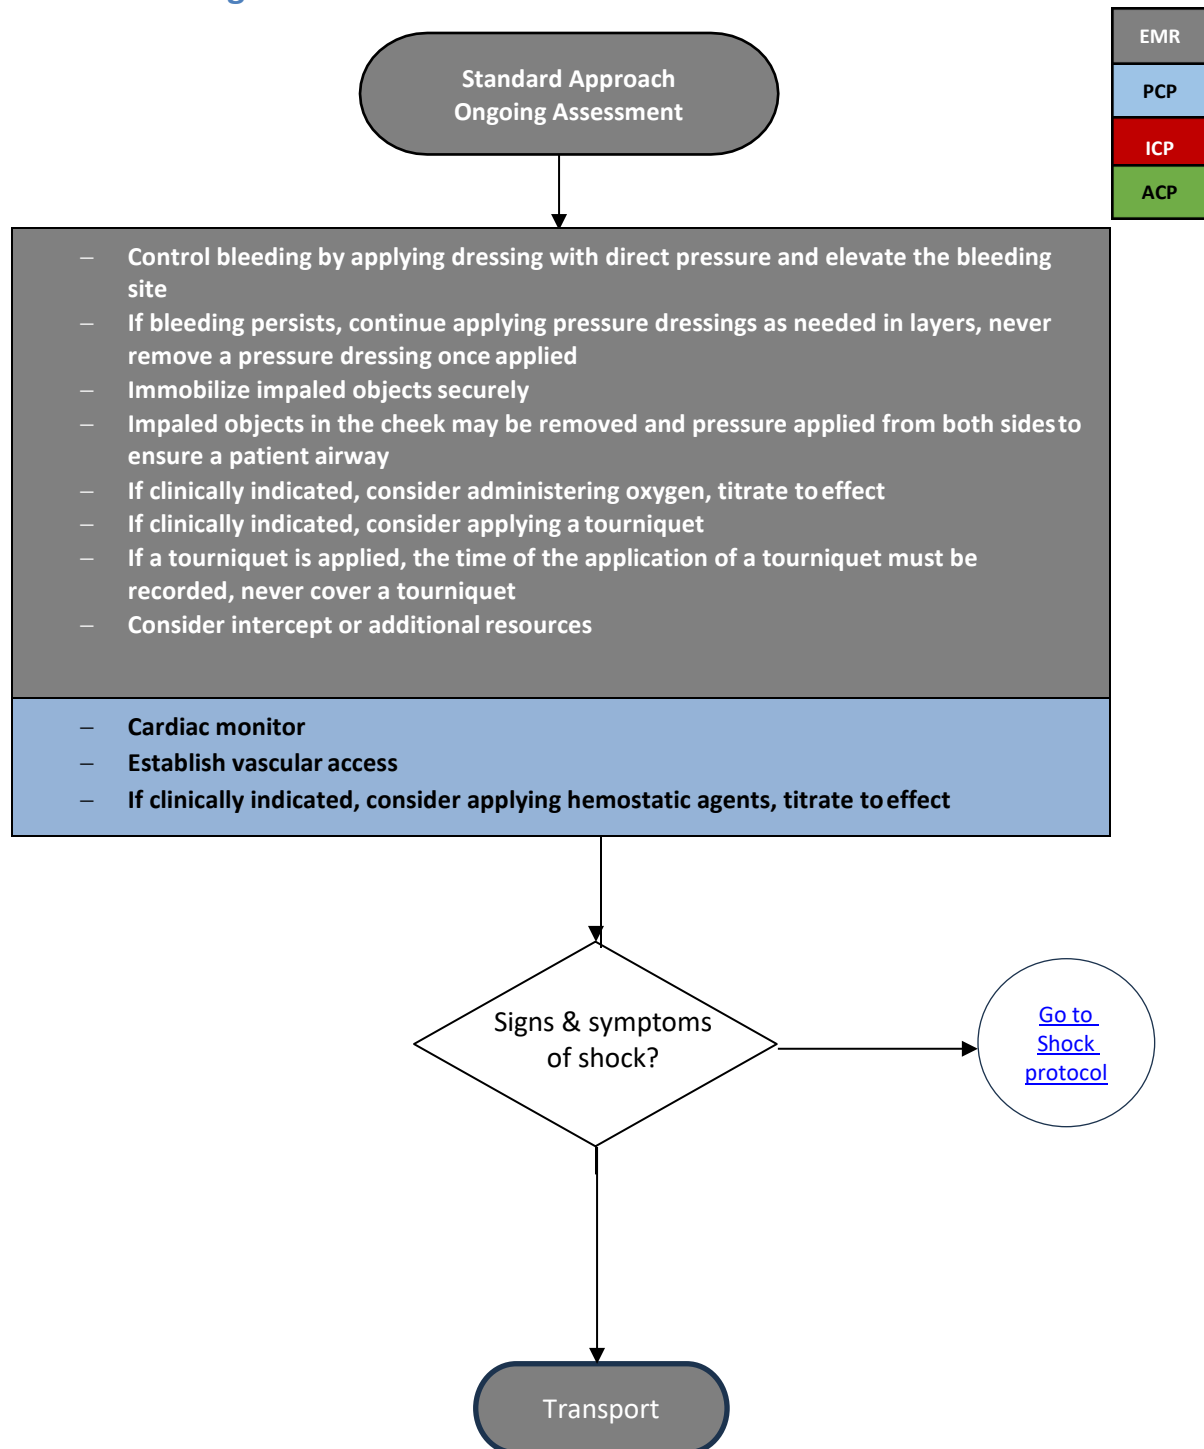 Standard Approach
Ongoing Assessment
EMR
PCP
ICP
ACP
– Control bleeding by applying dressing with direct pressure and elevate the bleeding
site
– If bleeding persists, continue applying pressure dressings as needed in layers, never
remove a pressure dressing once applied
– Immobilize impaled objects securely
– Impaled objects in the cheek may be removed and pressure applied from both sides to
ensure a patient airway
– If clinically indicated, consider administering oxygen, titrate to effect
– If clinically indicated, consider applying a tourniquet
– If a tourniquet is applied, the time of the application of a tourniquet must be
recorded, never cover a tourniquet
– Consider intercept or additional resources
– Cardiac monitor
– Establish vascular access
– If clinically indicated, consider applying hemostatic agents, titrate to effect
Signs & symptoms
of shock?
Go to
Shock
protocol
Transport